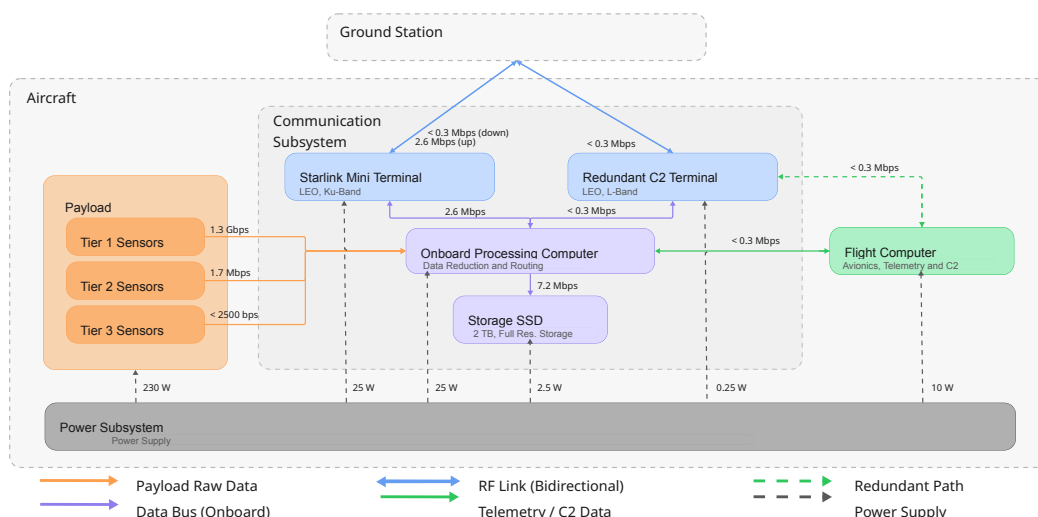 Ground Station
Aircraft
Communication
Subsystem
< 0.3 Mbps (down)
2.6 Mbps (up)
< 0.3 Mbps
Starlink Mini Terminal
LEO, Ku-Band
Redundant C2 Terminal
LEO, L-Band
< 0.3 Mbps
Payload
Tier 1 Sensors
1.3 Gbps
2.6 Mbps
< 0.3 Mbps
Onboard Processing Computer
Data Reduction and Routing
< 0.3 Mbps
Flight Computer
Avionics, Telemetry and C2
Tier 2 Sensors
1.7 Mbps
7.2 Mbps
Tier 3 Sensors
< 2500 bps
Storage SSD
2 TB, Full Res. Storage
230 W
25 W
25 W
2.5 W
0.25 W
10 W
Power Subsystem
Power Supply
Payload Raw Data
RF Link (Bidirectional)
Redundant Path
Data Bus (Onboard)
Telemetry / C2 Data
Power Supply